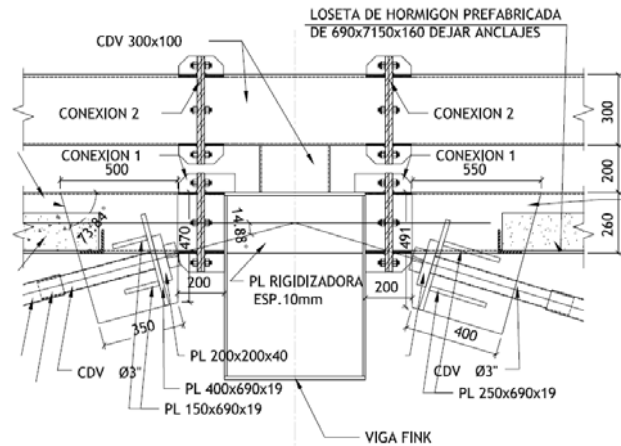 LOSETA DE HORMIGON PREFABRICADA
DE 690x7150x160 DEJAR ANCLAJES
CDV 300x100
CONEXION 2
CONEXION 2
300
CONEXION 1
CONEXION 1
500
550
200
73.84°
470
14.88°
491
260
200
PL RIGIDIZADORA
ESP.10mm
200
350
400
PL 200x200x40
CDV Ø3"
CDV Ø3"
PL 400x690x19
PL 250x690x19
PL 150x690x19
VIGA FINK